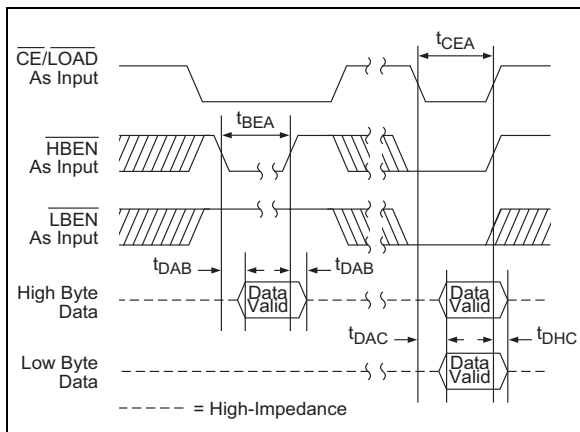 CE/LOAD
As Input
tCEA
tBEA
HBEN
As Input
LBEN
As Input
tDAB
tDAB
High Byte
Data
Data
Valid
Data
Valid
tDAC
tDHC
Low Byte
Data
Data
Valid
= High-Impedance